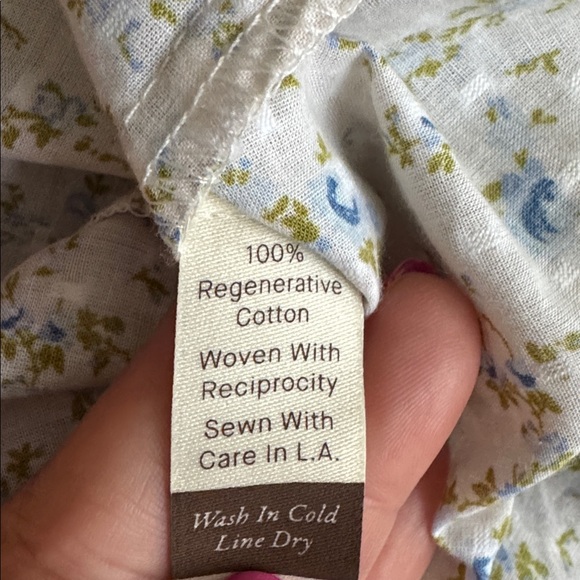 100%
Regenerative
Cotton
Woven With
Reciprocity
Sewn With
Care In L.A.
Wash In Cold
Line Dry